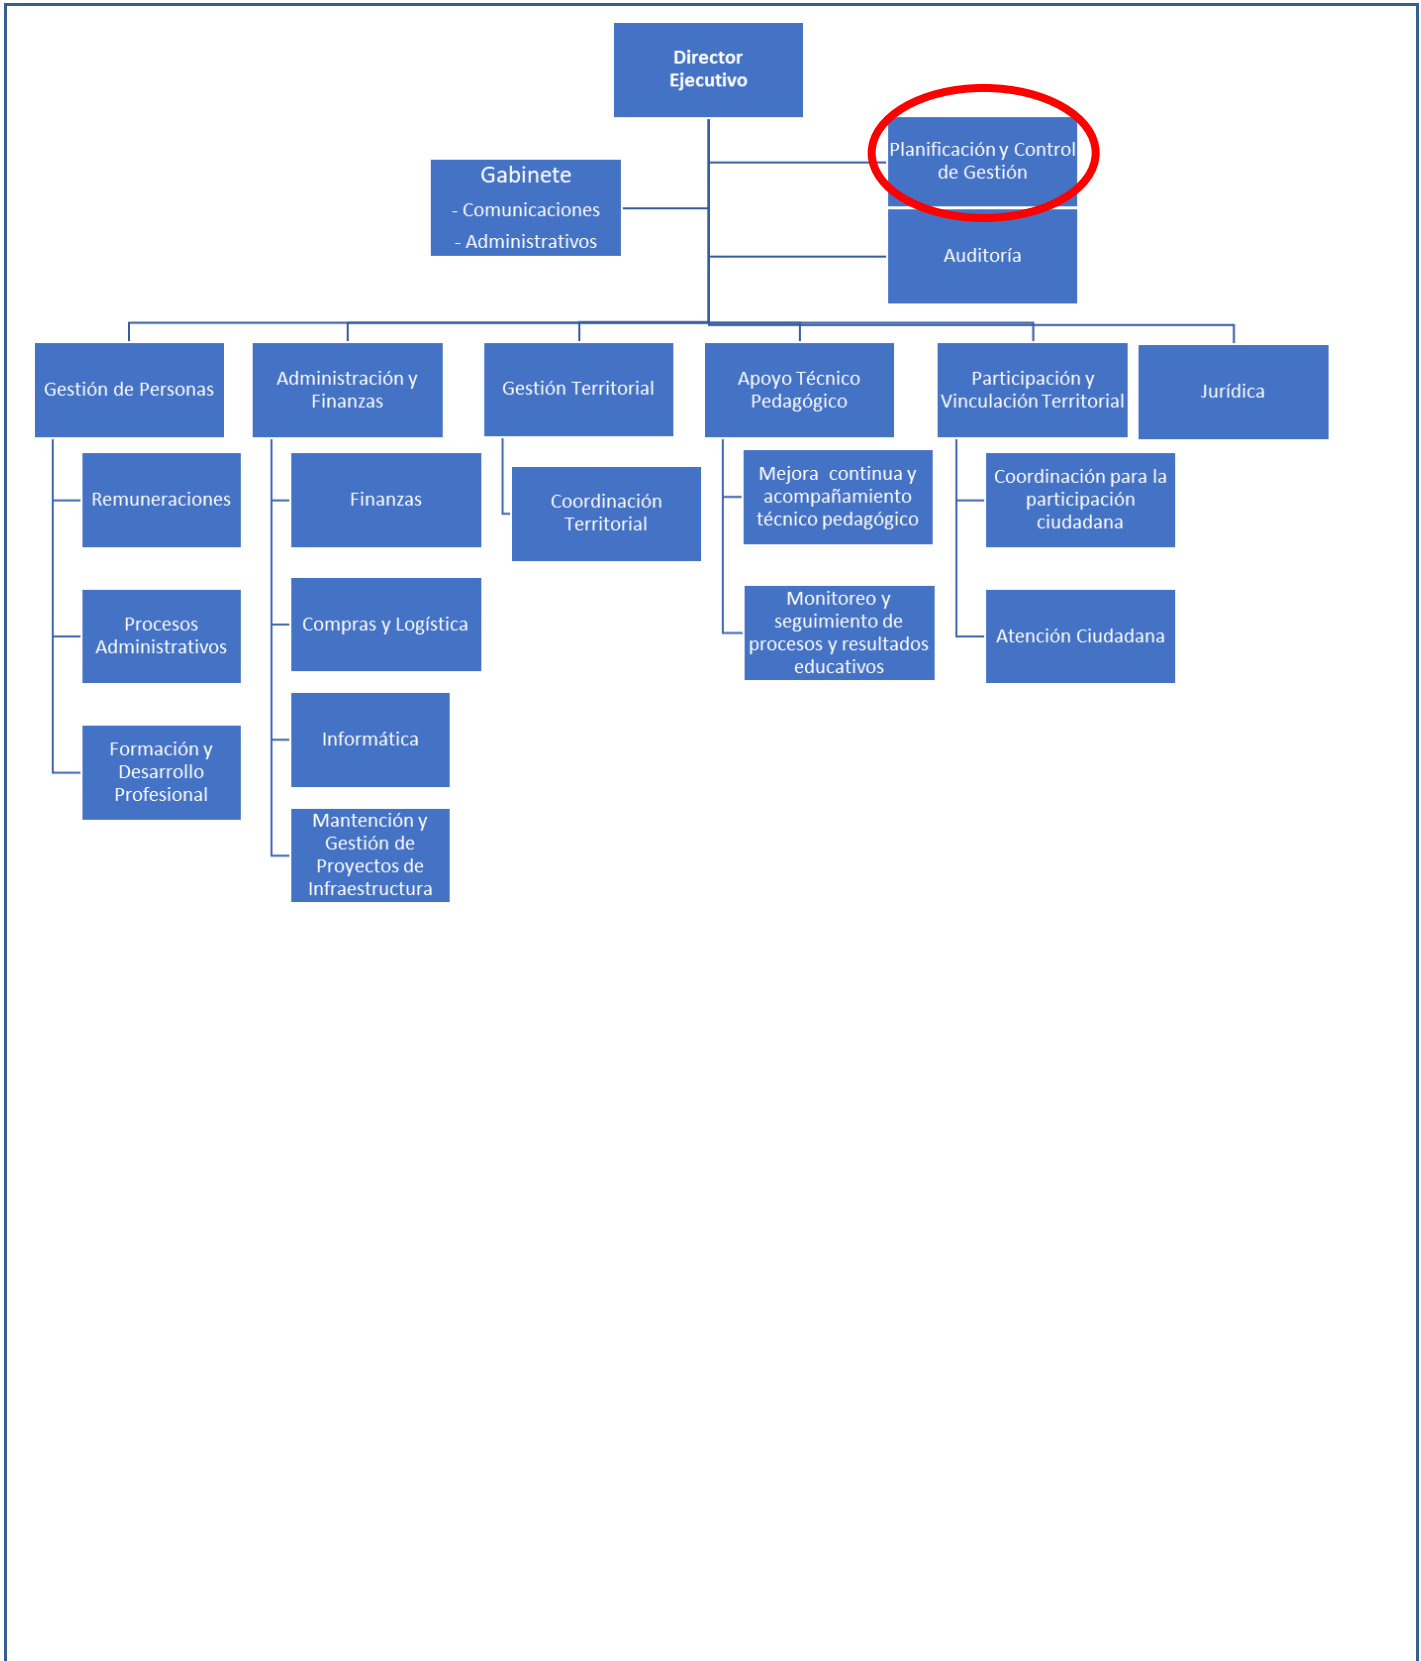 Director
Ejecutivo
Planificación y Control
de Gestión
Gabinete
- Comunicaciones
- Administrativos
Auditoría
Gestión de Personas
Administración y
Finanzas
Gestión Territorial
Apoyo Técnico
Pedagógico
Participación y
Vinculación Territorial
Jurídica
Remuneraciones
Procesos
Administrativos
Formación y
Desarrollo
Profesional
Finanzas
Compras y Logística
Informática
Mantención y
Gestión de
Proyectos de
Infraestructura
Coordinación
Territorial
Mejora  continua y
acompañamiento
técnico pedagógico
Monitoreo y
seguimiento de
procesos y resultados
educativos
Coordinación para la
participación
ciudadana
Atención Ciudadana